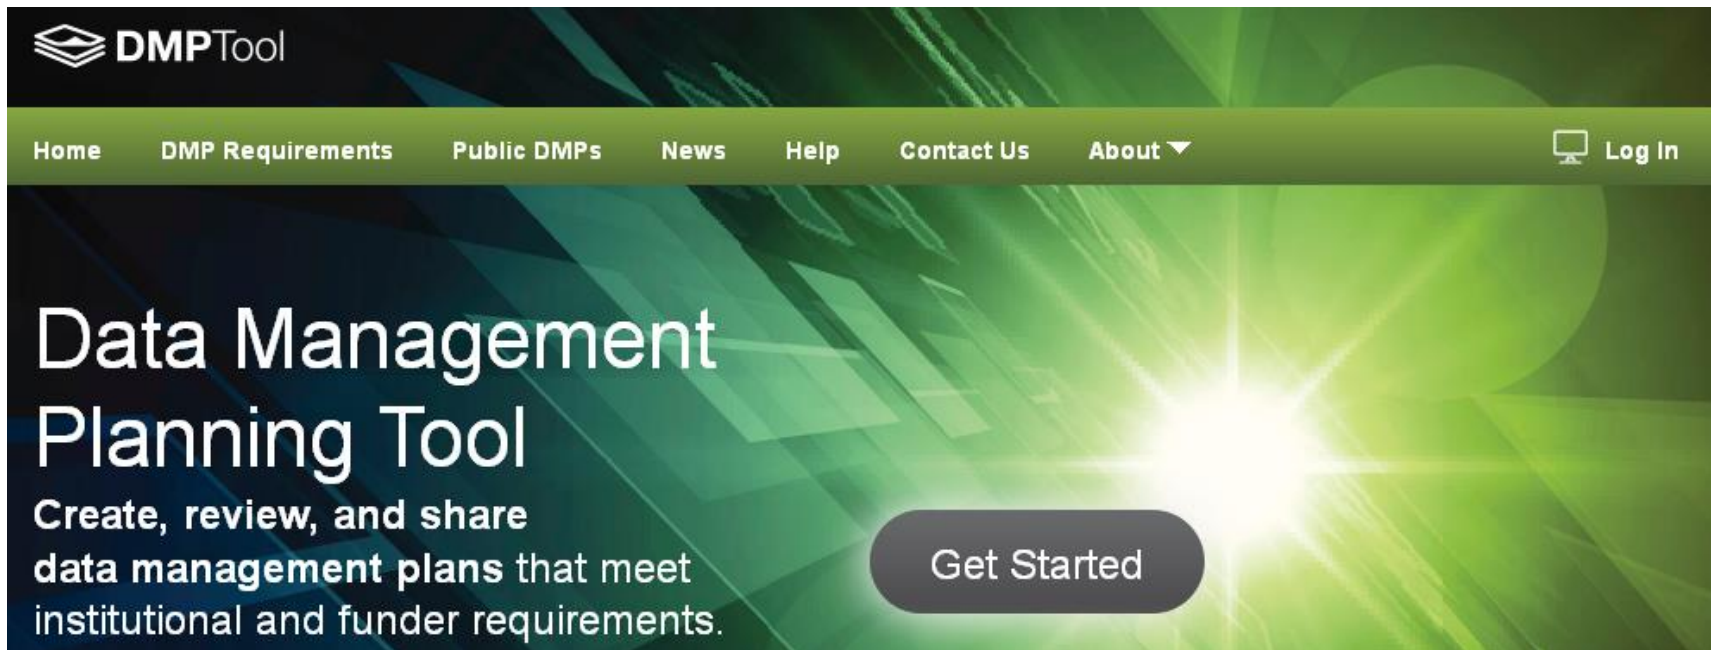 DMPTool
Home DMP Requirements Public DMPs News Help Contact Us About Log In
Data Management
Planning Tool
Create, review, and share
data management plans that meet
institutional and funder requirements.
Get Started